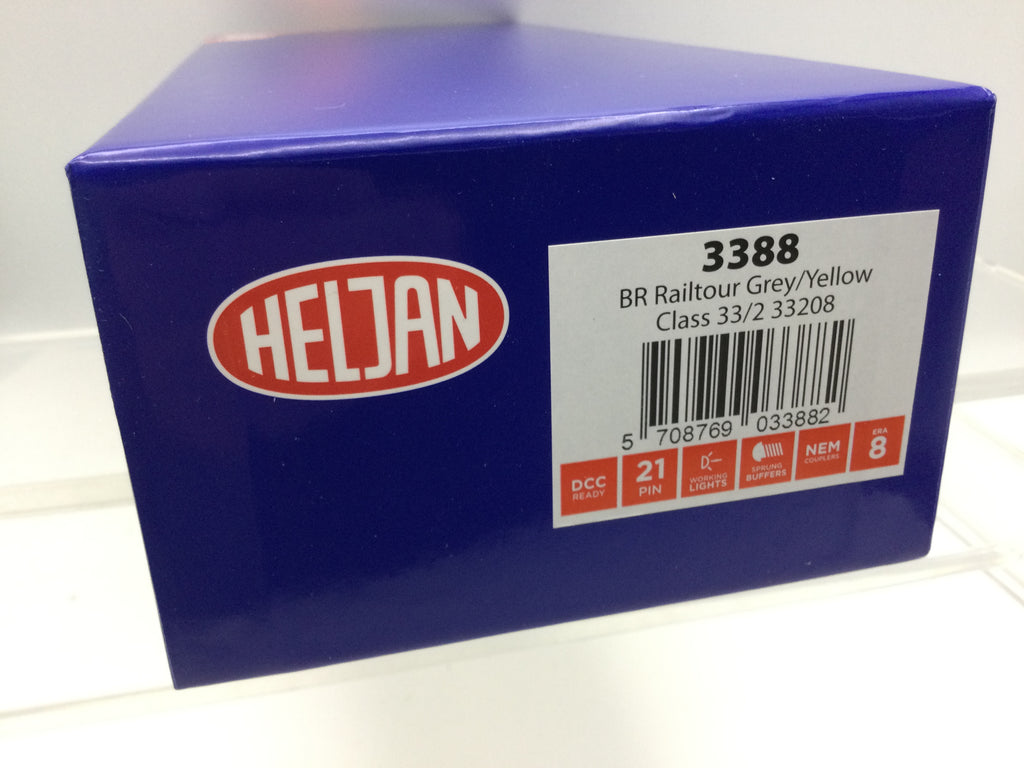 HELJAN
3388
BR Railtour Grey/Yellow
Class 33/2 33208
5 708769 033882
DCC
READY
21
PIN
WORKING
LIGHTS
SPRUNG
BUFFERS
NEM
COUPLERS
ERA
8